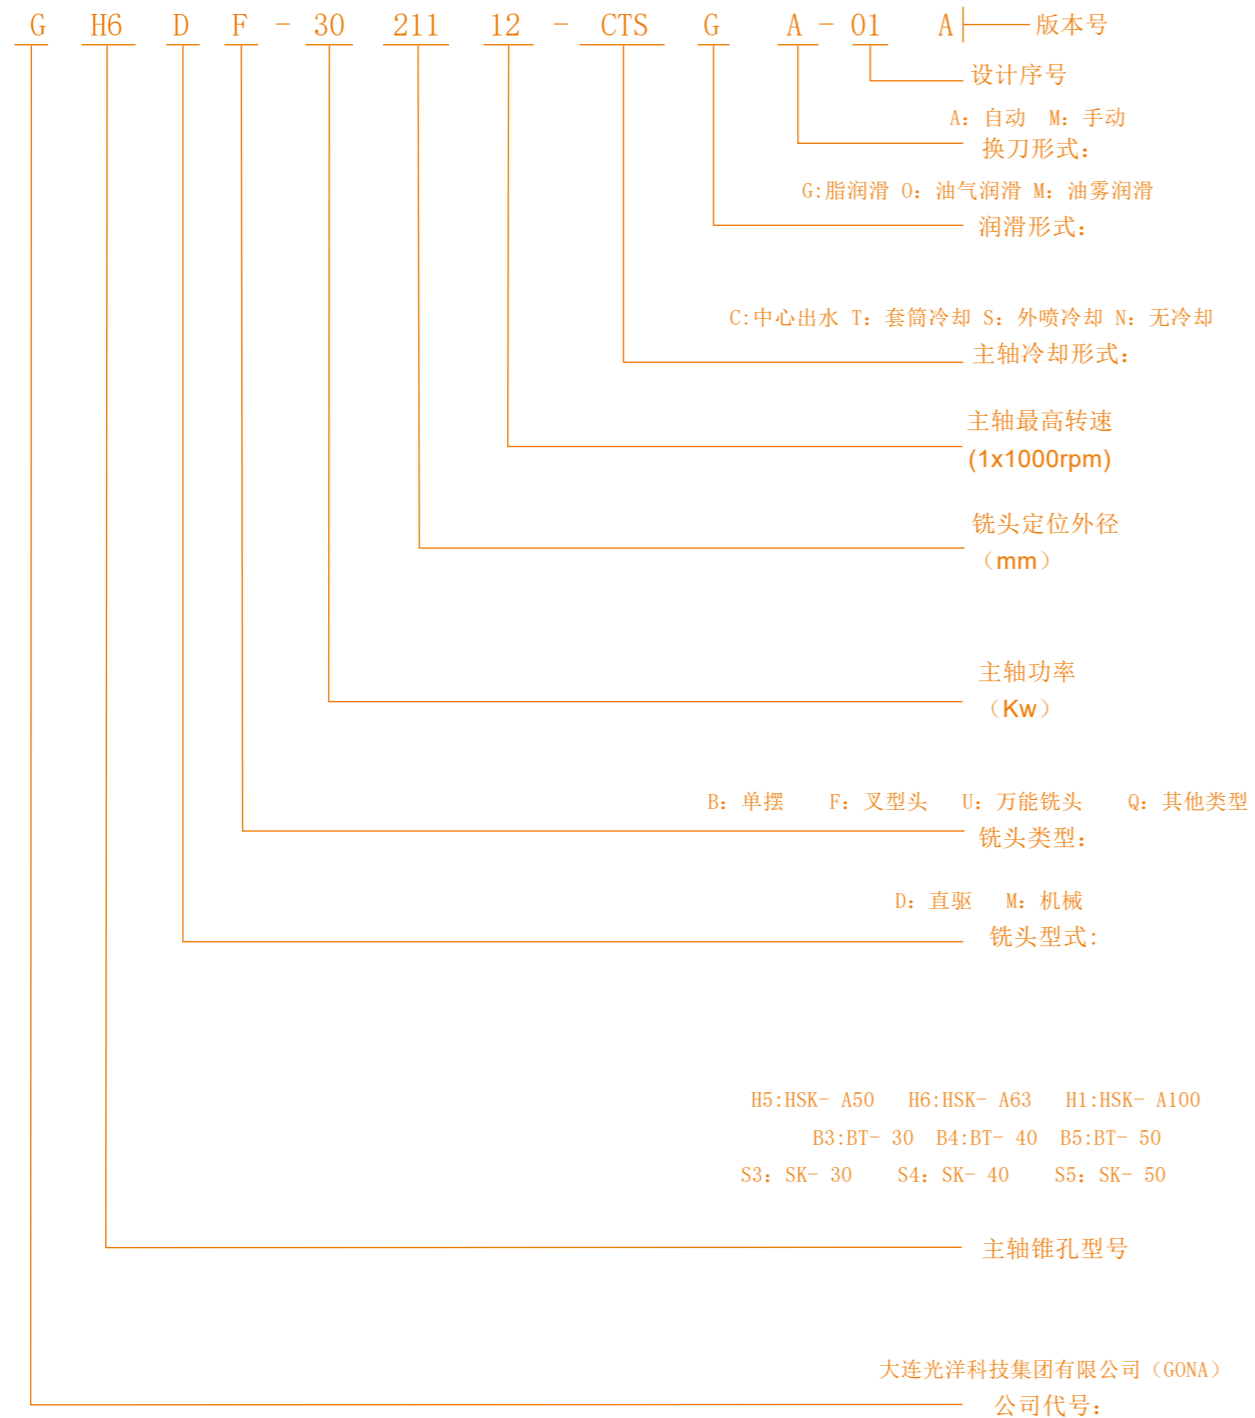 G H6 D F - 30 211 12 - CTS G A - 01 A 版本号
设计序号
A: 自动 M: 手动
换刀形式:
G:脂润滑 O: 油气润滑 M: 油雾润滑
润滑形式:
C:中心出水 T: 套筒冷却 S: 外喷冷却 N: 无冷却
主轴冷却形式:
主轴最高转速
(1x1000rpm)
铣头定位外径
（mm）
主轴功率
（Kw）
B: 单摆 F: 叉型头 U: 万能铣头 Q: 其他类型
铣头类型:
D: 直驱 M: 机械
铣头型式:
H5:HSK- A50 H6:HSK- A63 H1:HSK- A100
B3:BT- 30 B4:BT- 40 B5:BT- 50
S3: SK- 30 S4: SK- 40 S5: SK- 50
主轴锥孔型号
大连光洋科技集团有限公司（GONA）
公司代号: